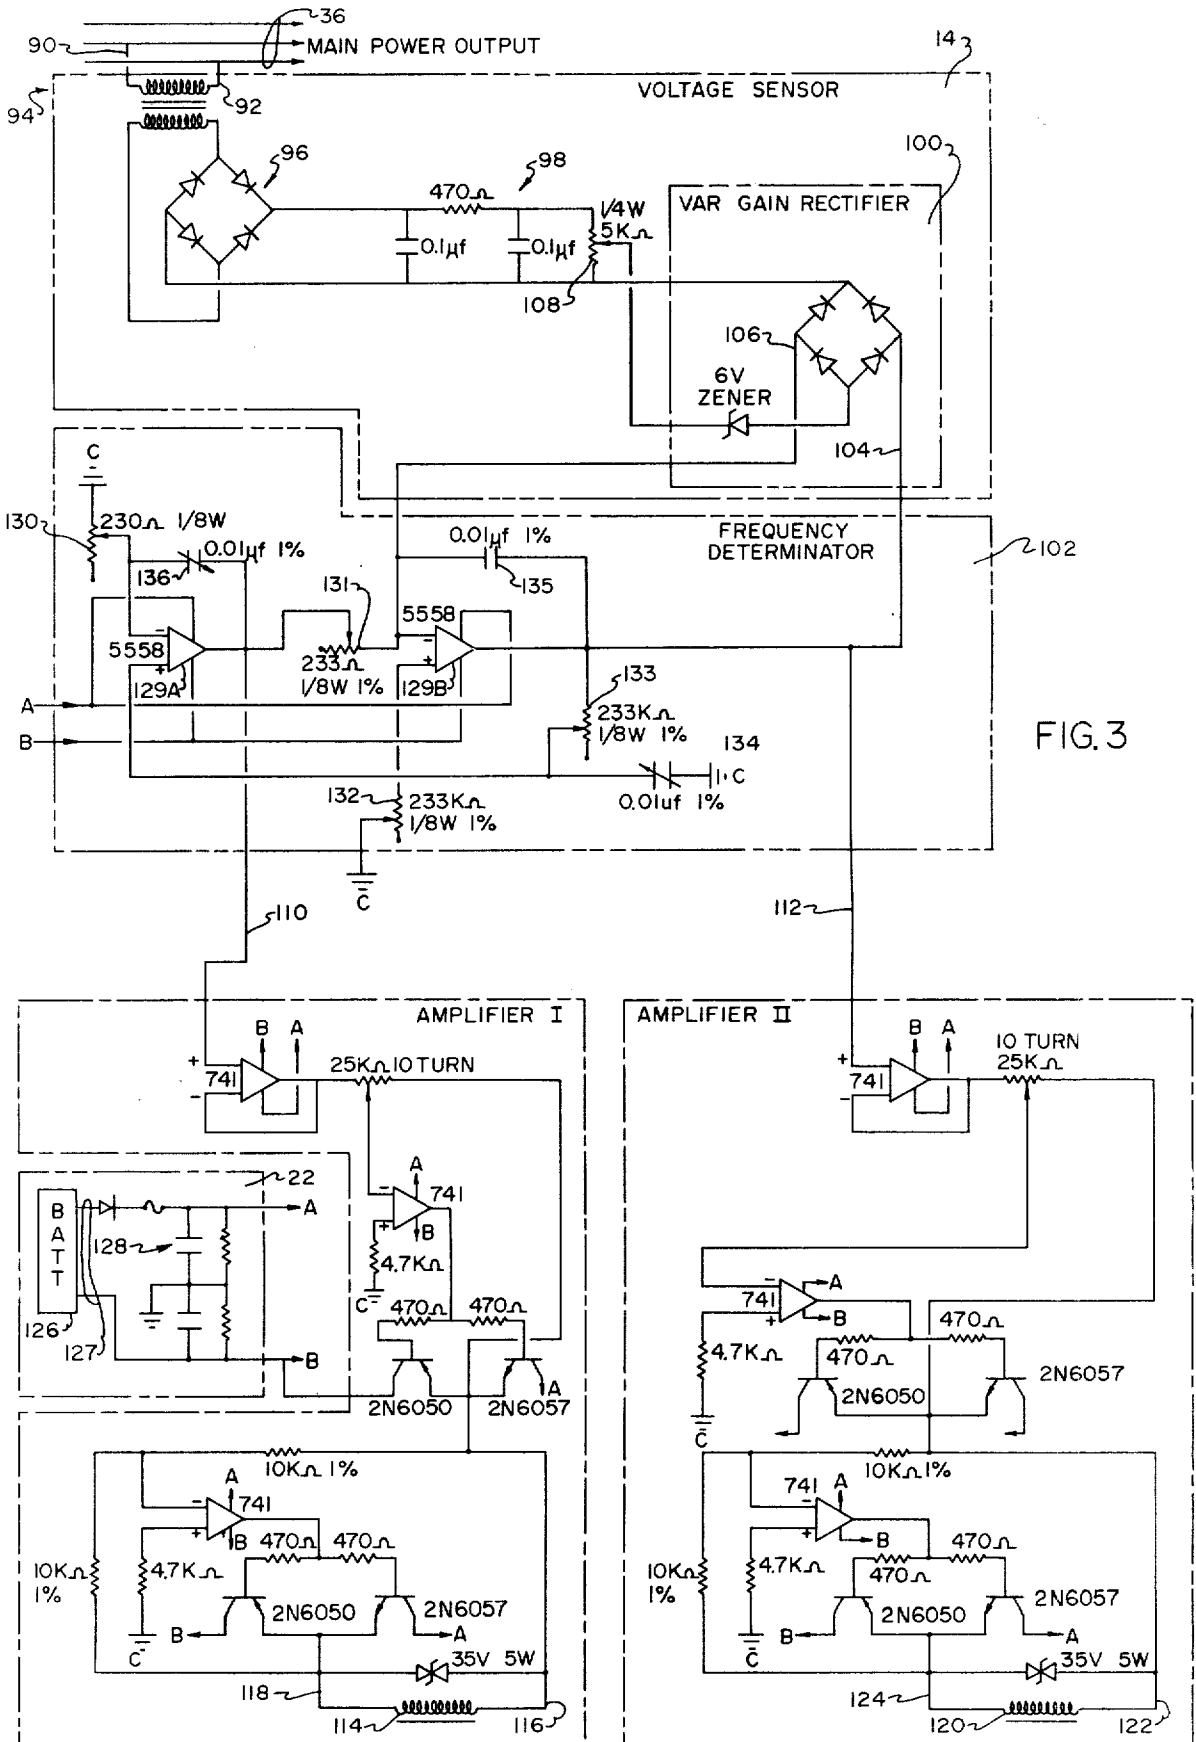 36
90
MAIN POWER OUTPUT
14
92
94
VOLTAGE SENSOR
100
96
98
470Ω
VAR GAIN RECTIFIER
1/4W
5KΩ
0.1µf
0.1µf
108
106
6V
ZENER
104
C
130
230Ω 1/8W
0.01µf 1%
136
0.01µf 1%
135
FREQUENCY
DETERMINATOR
102
131
5558
5558
-
+
-
+
129A
233Ω
1/8W 1%
129B
133
233KΩ
1/8W 1%
A
B
FIG. 3
134
C
0.01uf 1%
132
233KΩ
1/8W 1%
C
110
112
AMPLIFIER I
AMPLIFIER II
B A
+
741
-
25KΩ 10 TURN
B A
+
741
-
10 TURN
25KΩ
22
BATT
A
128
126
127
B
A
-
741
+
B
4.7KΩ
C
470Ω 470Ω
2N6050
2N6057
A
-
741
+
A
B
4.7KΩ
C
470Ω
470Ω
2N6050
2N6057
10KΩ 1%
A
-
741
+
B
470Ω 470Ω
10KΩ
1%
4.7KΩ
C
2N6050
2N6057
B
A
35V 5W
118
114
116
10KΩ 1%
741
A
-
+
B
470Ω
470Ω
10KΩ
1%
4.7KΩ
C
2N6050
2N6057
B
A
35V 5W
124
120
122